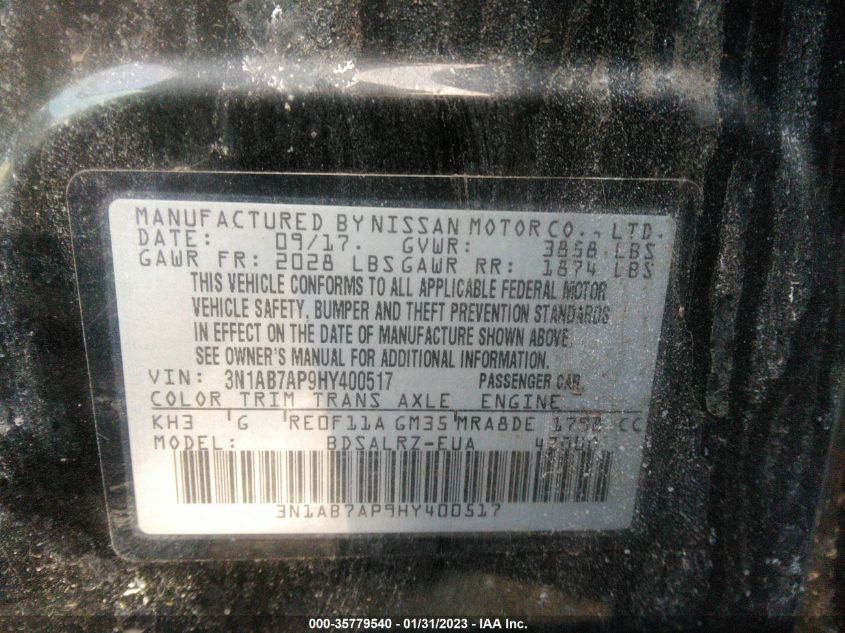 MANUFACTURED BY NISSAN MOTOR CO., LTD.
DATE: 09/17. GVWR: 3858 LBS
GAWR FR: 2028 LBS GAWR RR: 1874 LBS
THIS VEHICLE CONFORMS TO ALL APPLICABLE FEDERAL MOTOR
VEHICLE SAFETY, BUMPER AND THEFT PREVENTION STANDARDS
IN EFFECT ON THE DATE OF MANUFACTURE SHOWN ABOVE.
SEE OWNER'S MANUAL FOR ADDITIONAL INFORMATION.
VIN: 3N1AB7AP9HY400517 PASSENGER CAR
COLOR TRIM TRANS AXLE ENGINE
KH3 G RE0F11A GM35 MRA8DE 1798 CC
MODEL: BDSALRZ-EUA
3N1AB7AP9HY400517
000-35779540 - 01/31/2023 - IAA Inc.